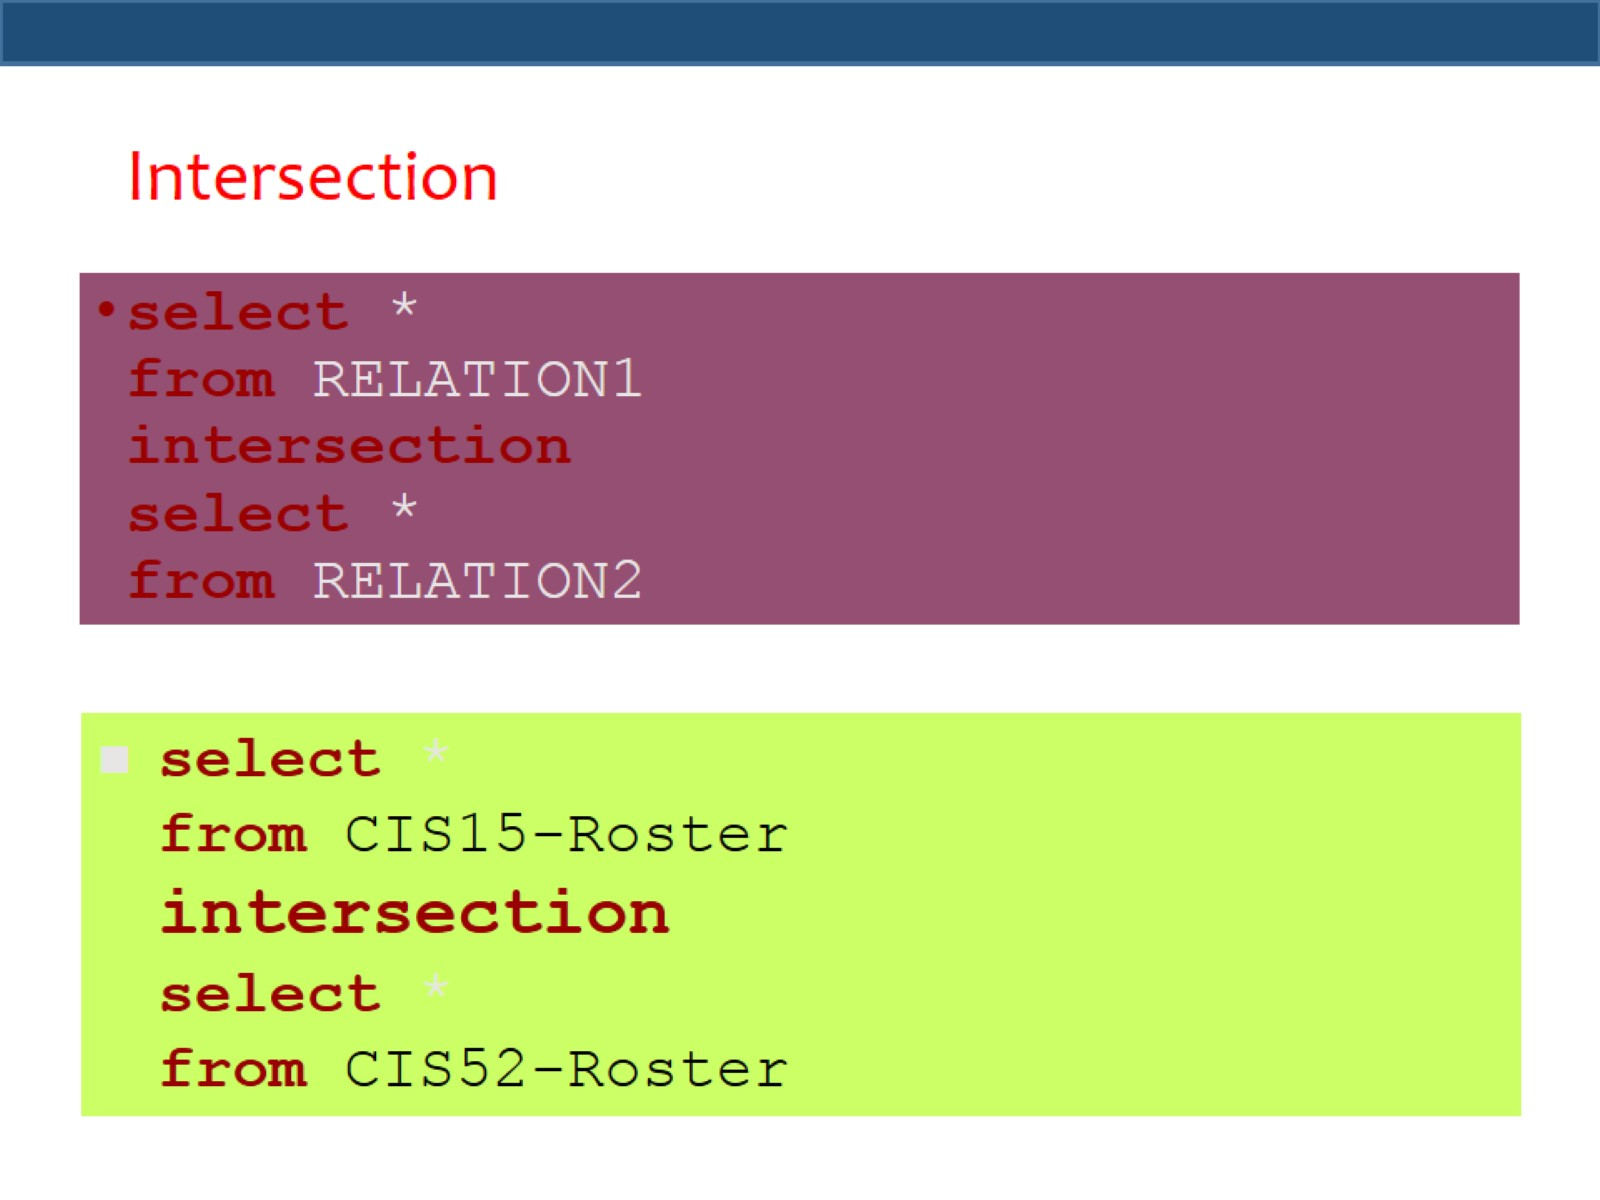 Intersection
•select *
from RELATION1
intersection
select *
from RELATION2
■ select *
from CIS15-Roster
intersection
select *
from CIS52-Roster